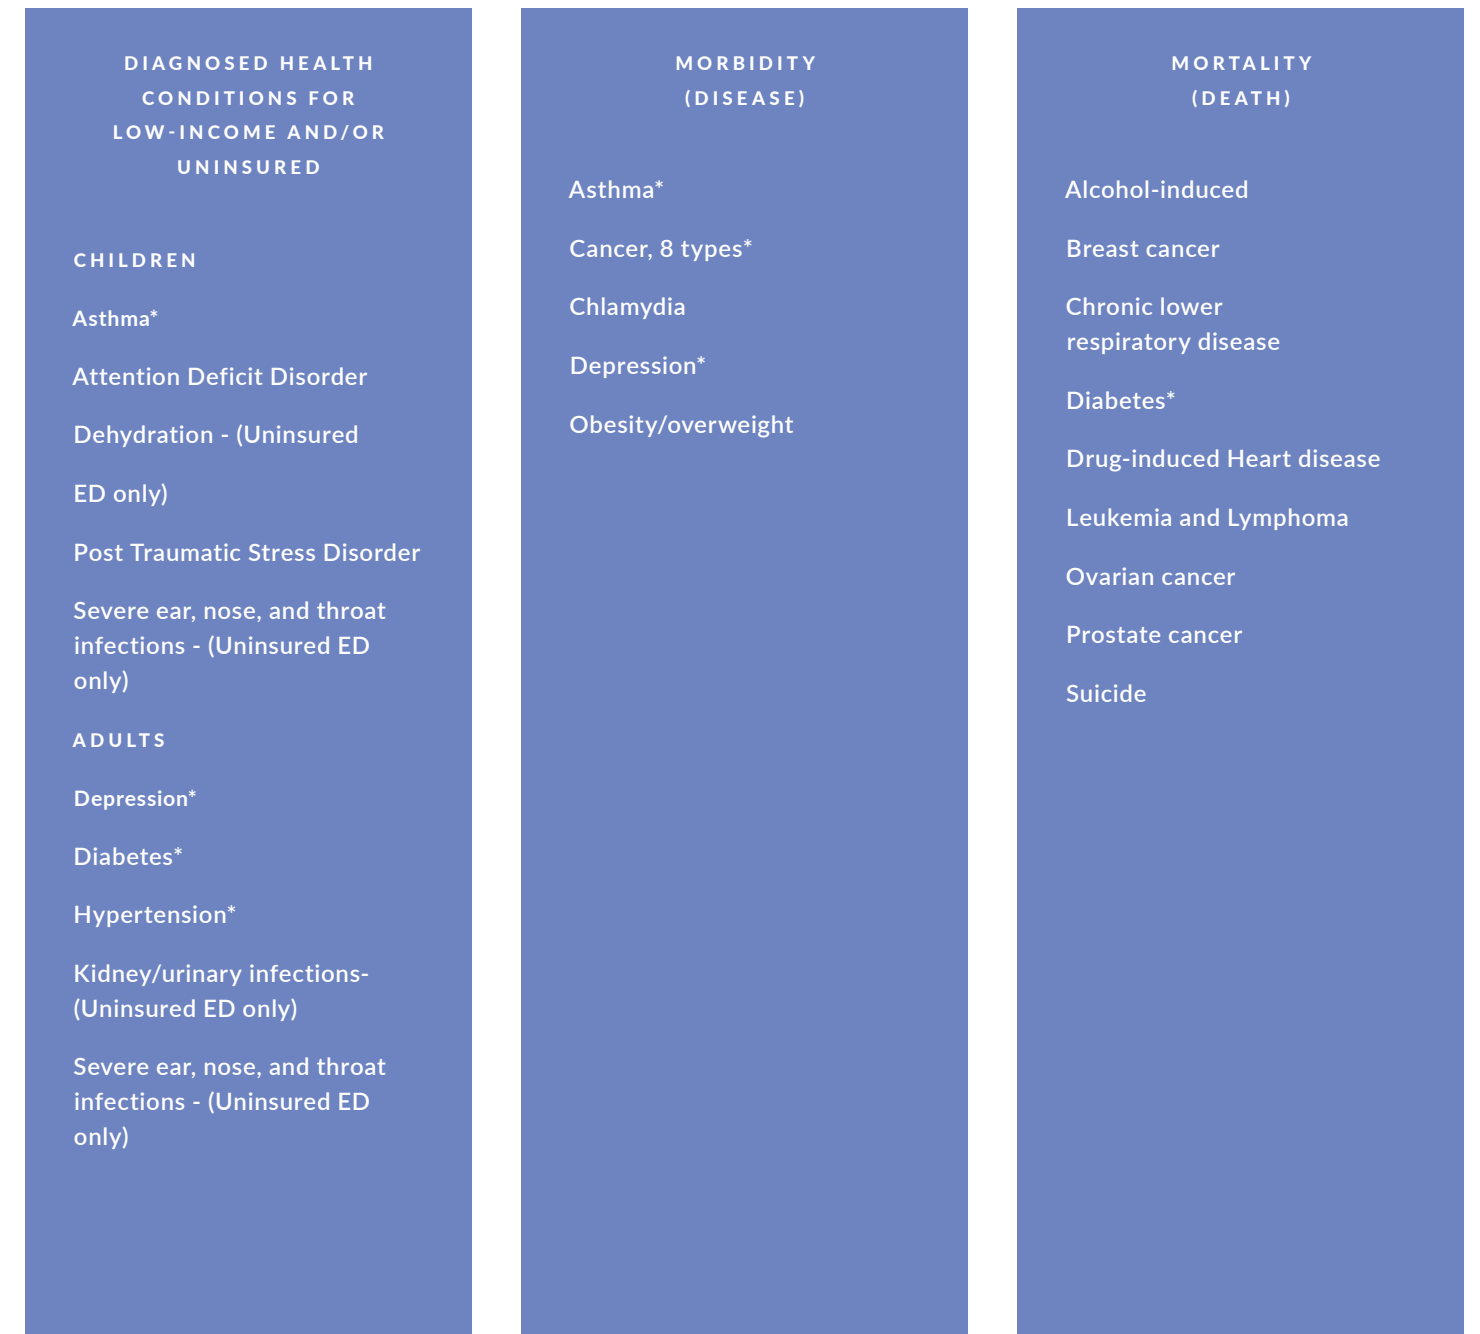 DIAGNOSED HEALTH
CONDITIONS FOR
LOW-INCOME AND/OR
UNINSURED
CHILDREN
Asthma*
Attention Deficit Disorder
Dehydration - (Uninsured
ED only)
Post Traumatic Stress Disorder
Severe ear, nose, and throat
infections - (Uninsured ED
only)
ADULTS
Depression*
Diabetes*
Hypertension*
Kidney/urinary infections-
(Uninsured ED only)
Severe ear, nose, and throat
infections - (Uninsured ED
only)
MORBIDITY
(DISEASE)
Asthma*
Cancer, 8 types*
Chlamydia
Depression*
Obesity/overweight
MORTALITY
(DEATH)
Alcohol-induced
Breast cancer
Chronic lower
respiratory disease
Diabetes*
Drug-induced Heart disease
Leukemia and Lymphoma
Ovarian cancer
Prostate cancer
Suicide